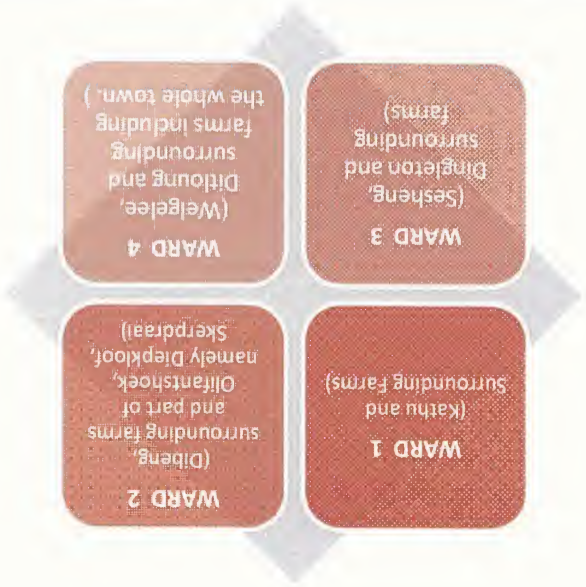 WARD 1
(Kathu and
Surrounding Farms)
WARD 2
(Dibeng,
surrounding farms
and part of
Olifantshoek,
namely Diepkloof,
Skerpdraai)
WARD 3
(Sesheng,
Dingleton and
surrounding
farms)
WARD 4
(Welgelee,
Ditloung and
surrounding
farms including
the whole town. )